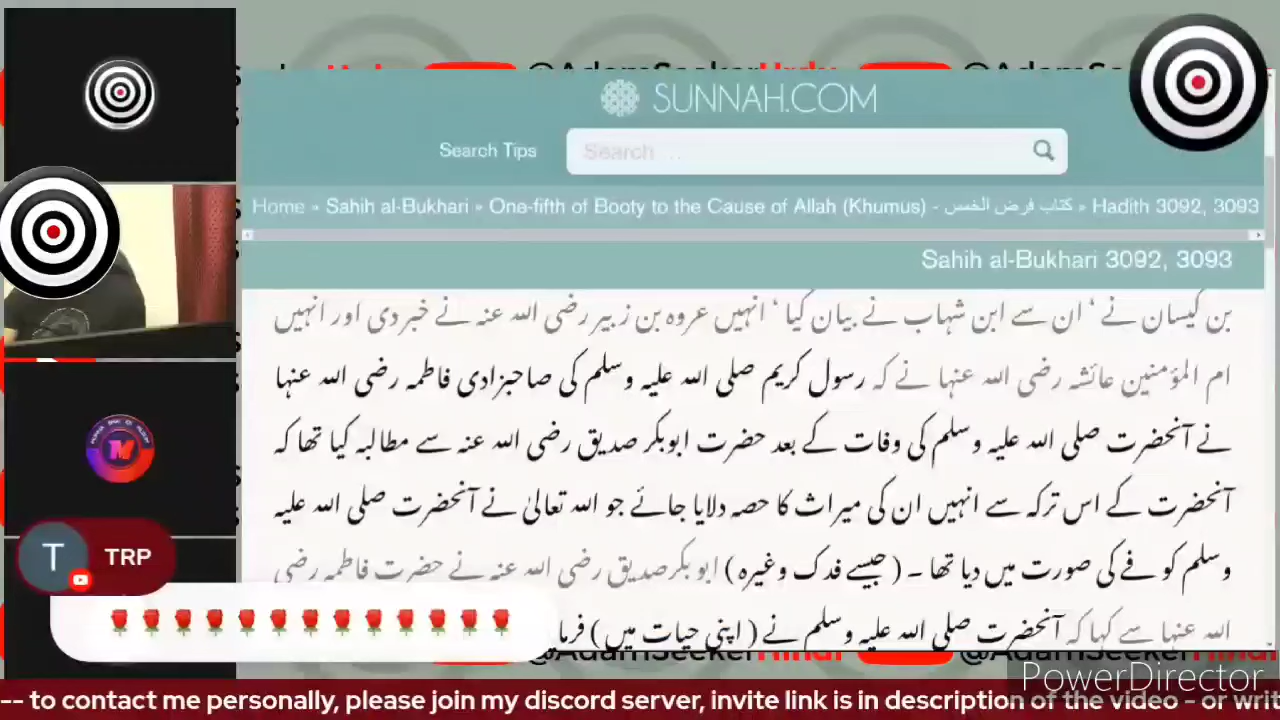 SUNNAH.COM
Search Tips
Search ...
Home » Sahih al-Bukhari » One-fifth of Booty to the Cause of Allah (Khumus) - كتاب فرض الخمس » Hadith 3092, 3093
Sahih al-Bukhari 3092, 3093
بن کیسان نے ‘ ان سے ابن شہاب نے بیان کیا ‘ انہیں عروہ بن زبیر رضی اللہ عنہ نے خبر دی اور انہیں
ام المؤمنین عائشہ رضی اللہ عنہا نے کہ رسول کریم صلی اللہ علیہ وسلم کی صاحبزادی فاطمہ رضی اللہ عنہا
نے آنحضرت صلی اللہ علیہ وسلم کی وفات کے بعد حضرت ابوبکر صدیق رضی اللہ عنہ سے مطالبہ کیا تھا کہ
آنحضرت کے اس ترکہ سے انہیں ان کی میراث کا حصہ دلایا جائے جو اللہ تعالیٰ نے آنحضرت صلی اللہ علیہ
وسلم کو فے کی صورت میں دیا تھا ۔ ( جیسے فدک وغیرہ ) ابوبکر صدیق رضی اللہ عنہ نے حضرت فاطمہ رضی
اللہ عنہا سے کہا کہ آنحضرت صلی اللہ علیہ وسلم نے ( اپنی حیات میں )
T TRP
PowerDirector
-- to contact me personally, please join my discord server, invite link is in description of the video - or writ